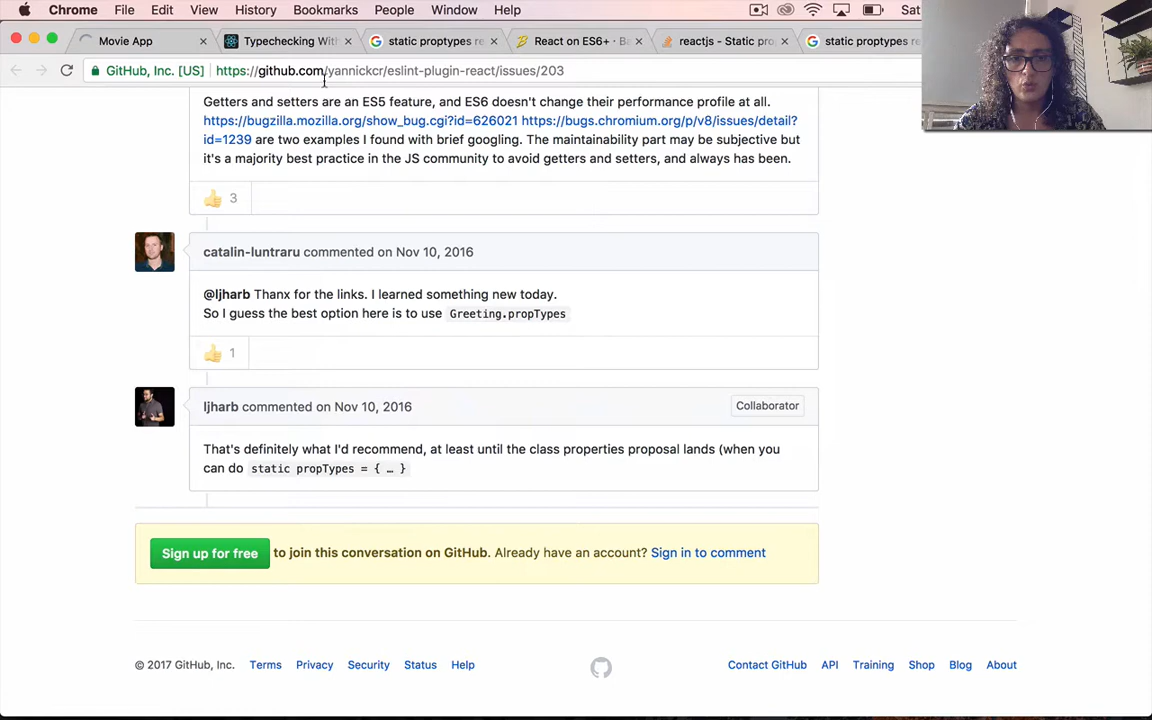 Chrome File Edit View History Bookmarks People Window Help Sat
Movie App Typechecking With static proptypes re React on ES6+ · Ba reactjs - Static pro static proptypes re
GitHub, Inc. [US] https://github.com/yannickcr/eslint-plugin-react/issues/203
Getters and setters are an ES5 feature, and ES6 doesn't change their performance profile at all.
https://bugzilla.mozilla.org/show_bug.cgi?id=626021 https://bugs.chromium.org/p/v8/issues/detail?
id=1239 are two examples I found with brief googling. The maintainability part may be subjective but
it's a majority best practice in the JS community to avoid getters and setters, and always has been.
3
catalin-luntraru commented on Nov 10, 2016
@ljharb Thanx for the links. I learned something new today.
So I guess the best option here is to use Greeting.propTypes
1
ljharb commented on Nov 10, 2016 Collaborator
That's definitely what I'd recommend, at least until the class properties proposal lands (when you
can do static propTypes = { … }
Sign up for free to join this conversation on GitHub. Already have an account? Sign in to comment
© 2017 GitHub, Inc. Terms Privacy Security Status Help Contact GitHub API Training Shop Blog About